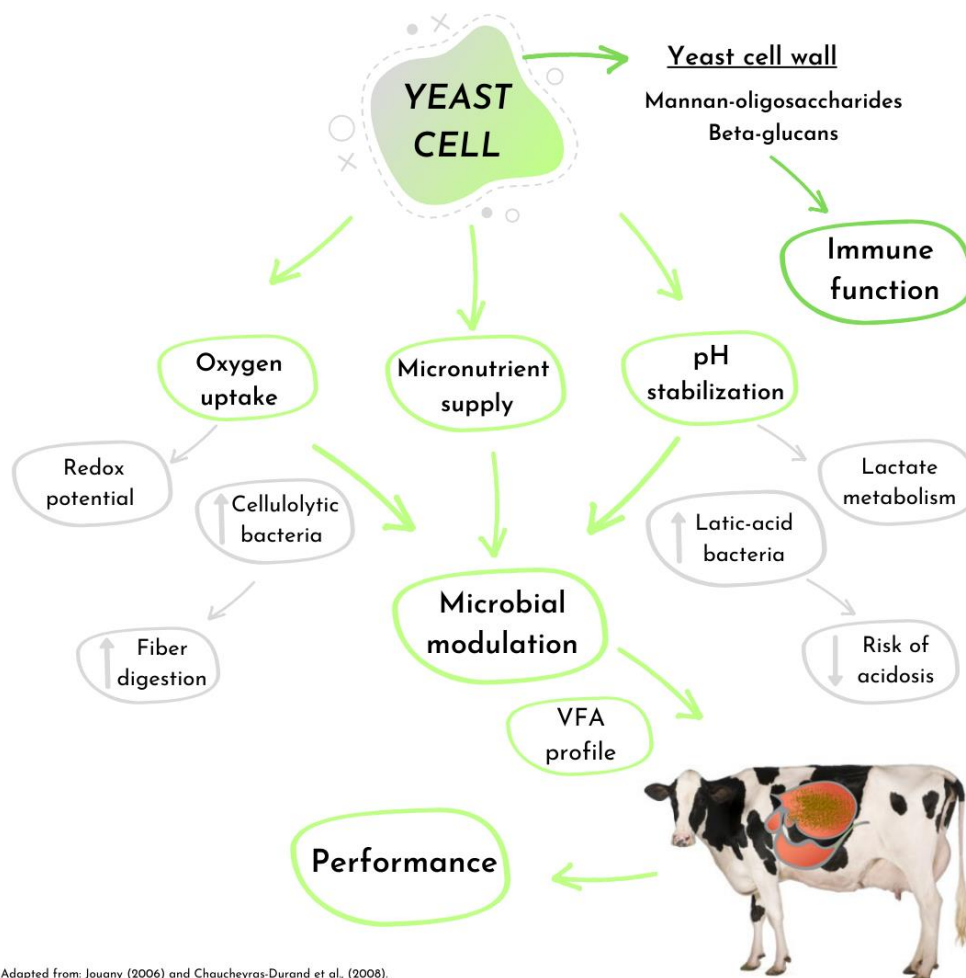 YEAST
CELL
Yeast cell wall
Mannan-oligosaccharides
Beta-glucans
Immune
function
Oxygen
uptake
Micronutrient
supply
pH
stabilization
Redox
potential
Cellulolytic
bacteria
Latic-acid
bacteria
Lactate
metabolism
Fiber
digestion
Microbial
modulation
Risk of
acidosis
VFA
profile
Performance
Adapted from: Jouany (2006) and Chaucheyras-Durand et al., (2008).